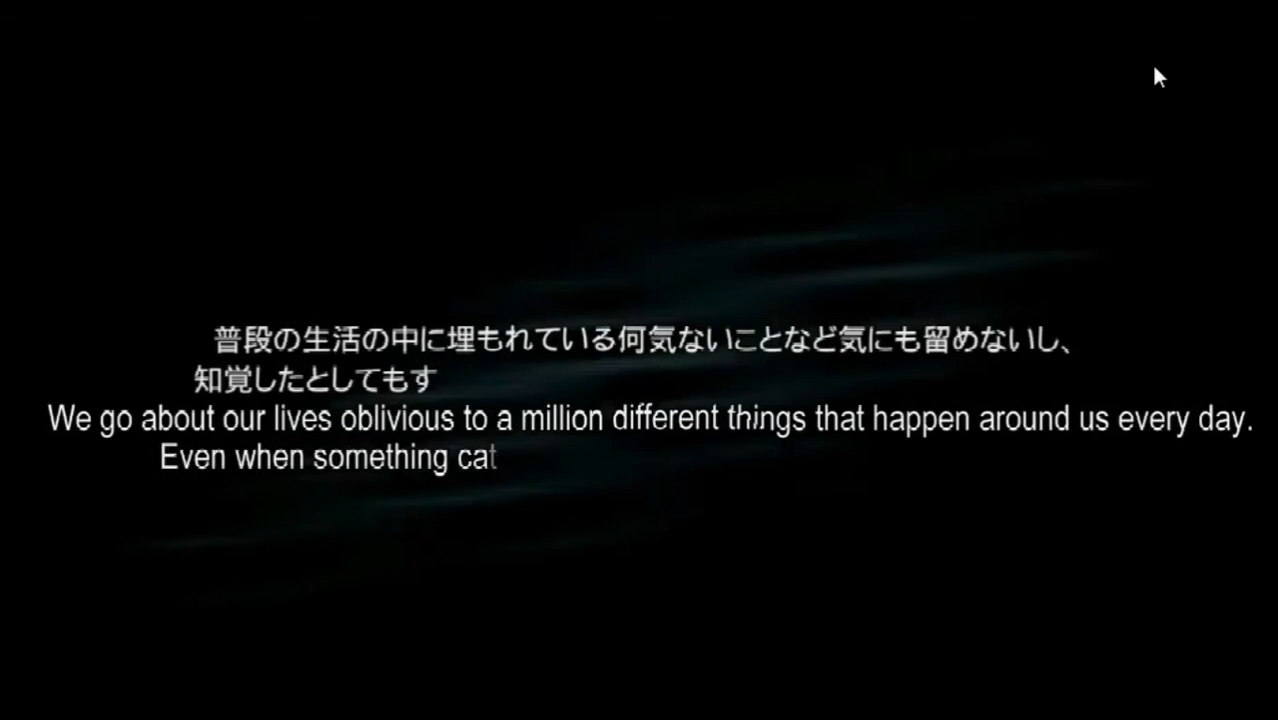 普段の生活の中に埋もれている何気ないことなど気にも留めないし、
知覚したとしてもす
We go about our lives oblivious to a million different things that happen around us every day.
Even when something cat